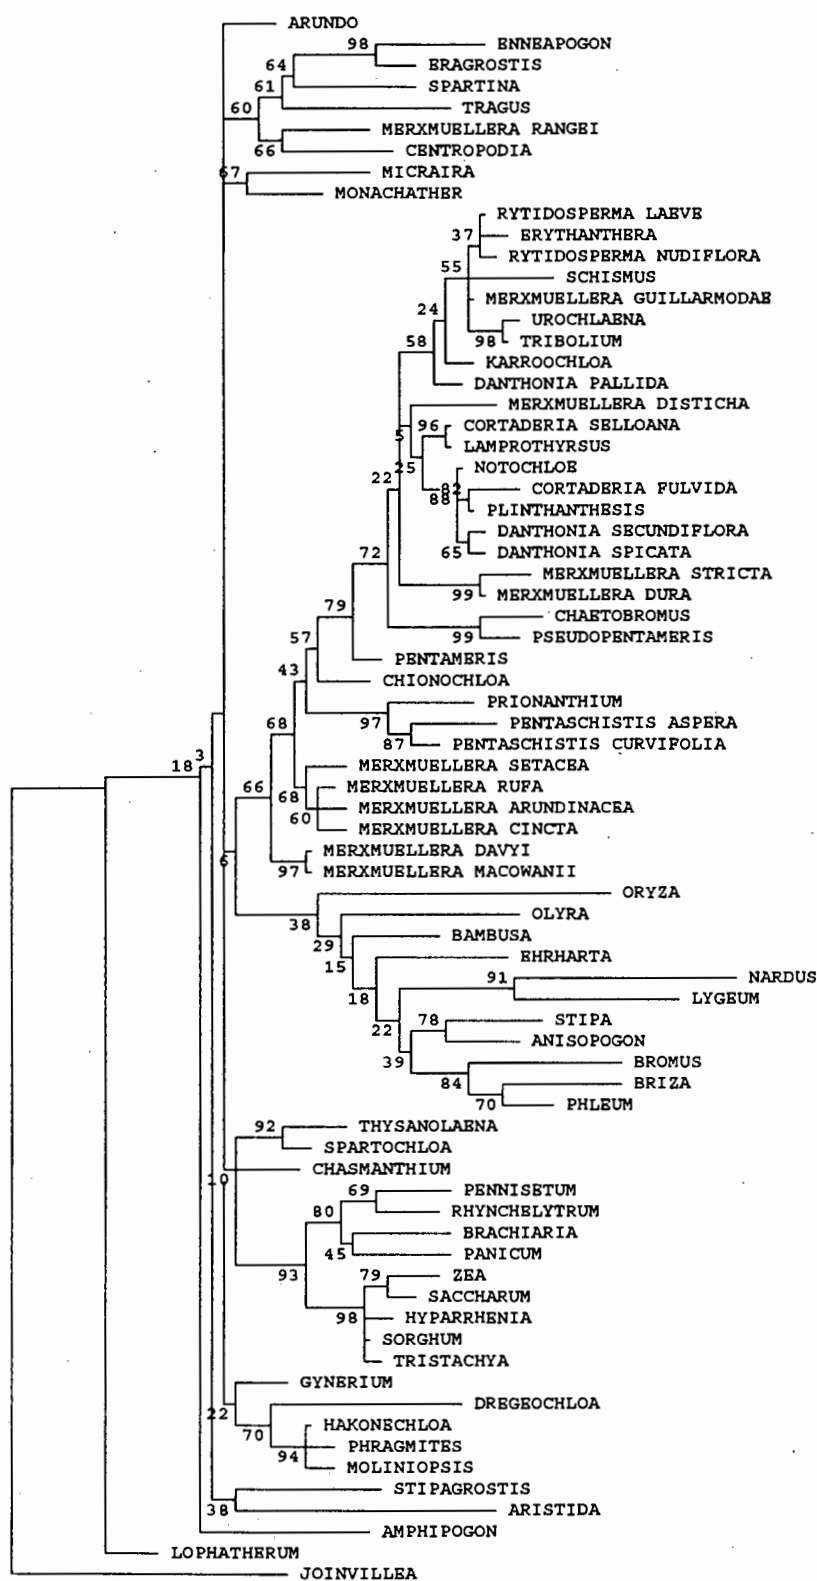 ARUNDO
98 ENNEAPOGON
64 ERAGROSTIS
61 SPARTINA
60 TRAGUS
MERXMUELLERA RANGEI
66 CENTROPODIA
67 MICRAIRA
MONACHATHER
RYTIDOSPERMA LAEVE
37 ERYTHANTHERA
RYTIDOSPERMA NUDIFLORA
55 SCHISMUS
MERXMUELLERA GUILLARMODAE
24 UROCHLAENA
58 98 TRIBOLIUM
KARROOCHLOA
DANTHONIA PALLIDA
MERXMUELLERA DISTICHA
96 CORTADERIA SELLOANA
5 LAMPROTHYRSUS
25 NOTOCHLOE
22 82 CORTADERIA FULVIDA
88 PLINTHANTHESIS
DANTHONIA SECUNDIFLORA
72 65 DANTHONIA SPICATA
MERXMUELLERA STRICTA
99 MERXMUELLERA DURA
79 CHAETOBROMUS
57 99 PSEUDOPENTAMERIS
PENTAMERIS
43 CHIONOCHLOA
PRIONANTHIUM
68 97 PENTASCHISTIS ASPERA
87 PENTASCHISTIS CURVIFOLIA
18 3 MERXMUELLERA SETACEA
66 68 MERXMUELLERA RUFA
60 MERXMUELLERA ARUNDINACEA
MERXMUELLERA CINCTA
6 MERXMUELLERA DAVYI
97 MERXMUELLERA MACOWANII
ORYZA
38 OLYRA
29 BAMBUSA
15 EHRHARTA
91 NARDUS
18 LYGEUM
22 78 STIPA
ANISOPOGON
39 BROMUS
84 BRIZA
70 PHLEUM
92 THYSANOLAENA
SPARTOCHLOA
10 CHASMANTHIUM
69 PENNISETUM
80 RHYNCHELYTRUM
BRACHIARIA
45 PANICUM
93 79 ZEA
SACCHARUM
98 HYPARRHENIA
SORGHUM
TRISTACHYA
GYNERIUM
22 DREGEOCHLOA
70 HAKONECHLOA
94 PHRAGMITES
MOLINIOPSIS
STIPAGROSTIS
38 ARISTIDA
AMPHIPOGON
LOPHATHERUM
JOINVILLEA